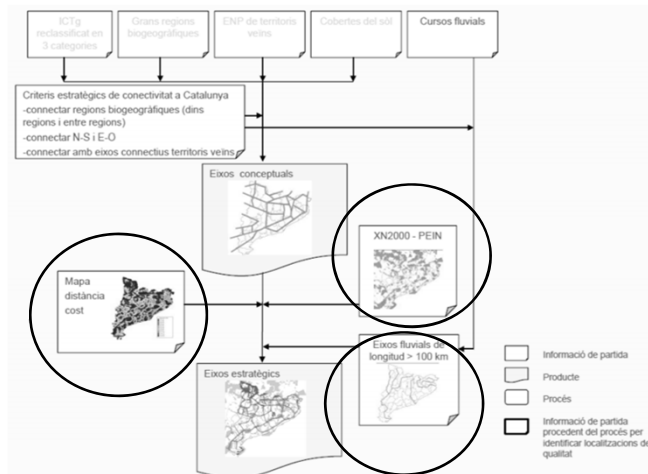 ICTg
reclassificat en
3 categories
Grans regions
biogeogràfiques
ENP de territoris
veïns
Cobertes del sòl
Cursos fluvials
Criteris estratègics de conectivitat a Catalunya
-connectar regions biogeogràfiques (dins
regions i entre regions)
-connectar N-S i E-O
-connectar amb eixos connectius territoris veïns
Eixos conceptuals
XN2000 - PEIN
Mapa
distància
cost
Eixos fluvials de
longitud > 100 km
Eixos estratègics
Informació de partida
Producte
Procés
Informació de partida
procedent del procés per
identificar localitzacions de
qualitat